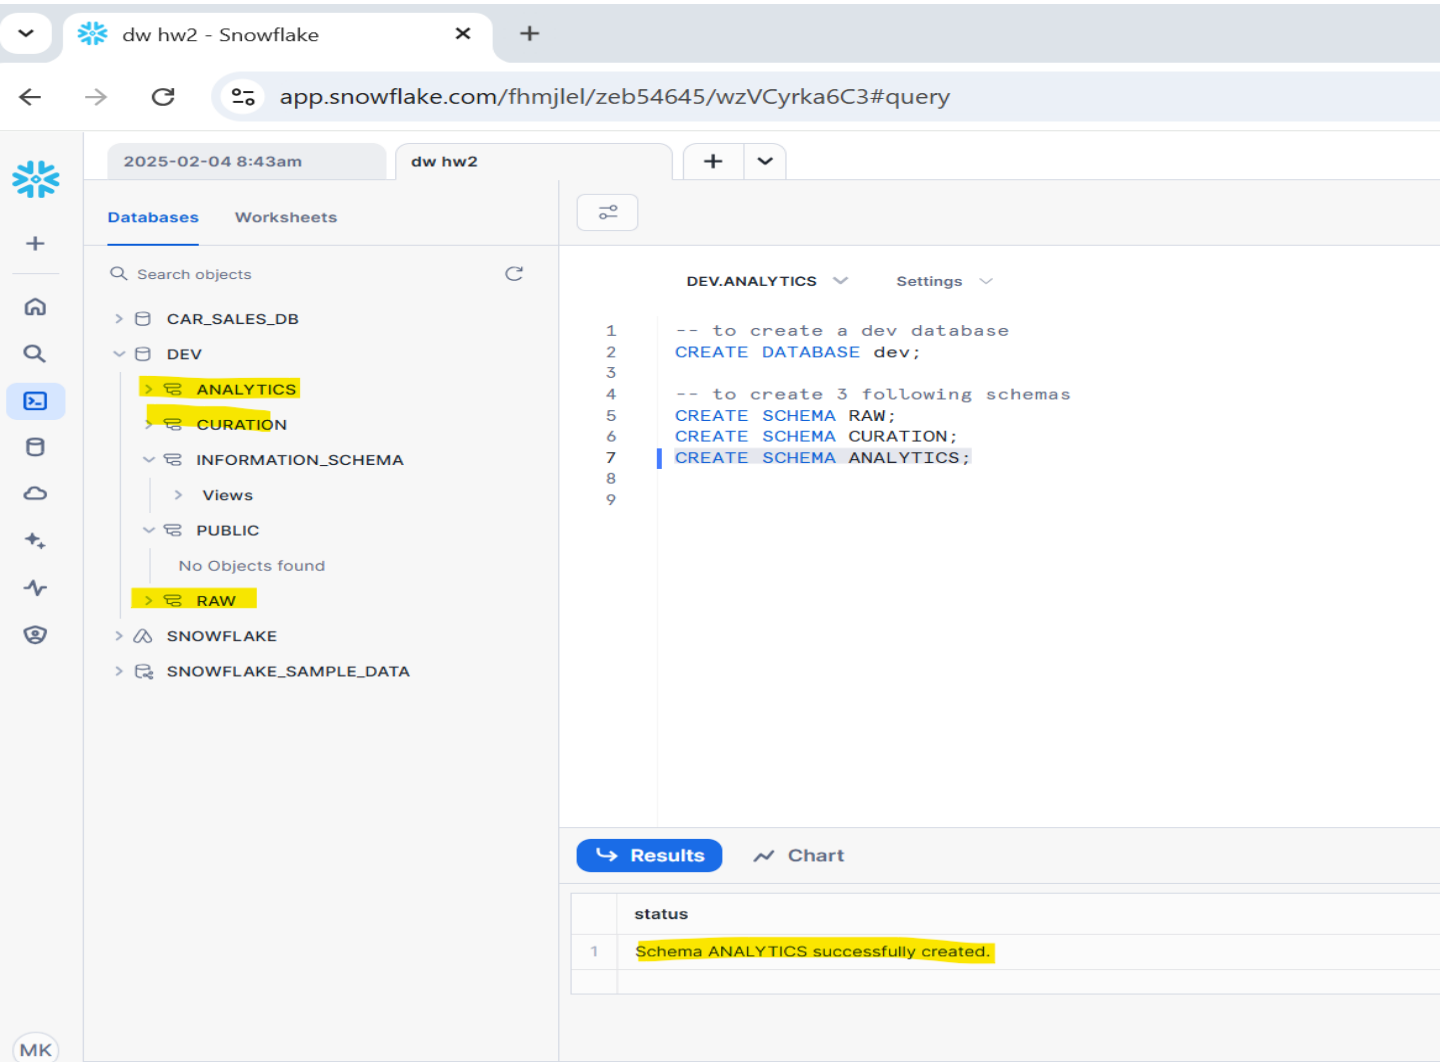 dw hw2 - Snowflake
app.snowflake.com/fhmjlel/zeb54645/wzVCyrka6C3#query
2025-02-04 8:43am
dw hw2
Databases
Worksheets
Search objects
CAR_SALES_DB
DEV
ANALYTICS
CURATION
INFORMATION_SCHEMA
Views
PUBLIC
No Objects found
RAW
SNOWFLAKE
SNOWFLAKE_SAMPLE_DATA
MK
DEV.ANALYTICS
Settings
1 -- to create a dev database
2 CREATE DATABASE dev;
3
4 -- to create 3 following schemas
5 CREATE SCHEMA RAW;
6 CREATE SCHEMA CURATION;
7 CREATE SCHEMA ANALYTICS;
8
9
Results
Chart
status
1 Schema ANALYTICS successfully created.